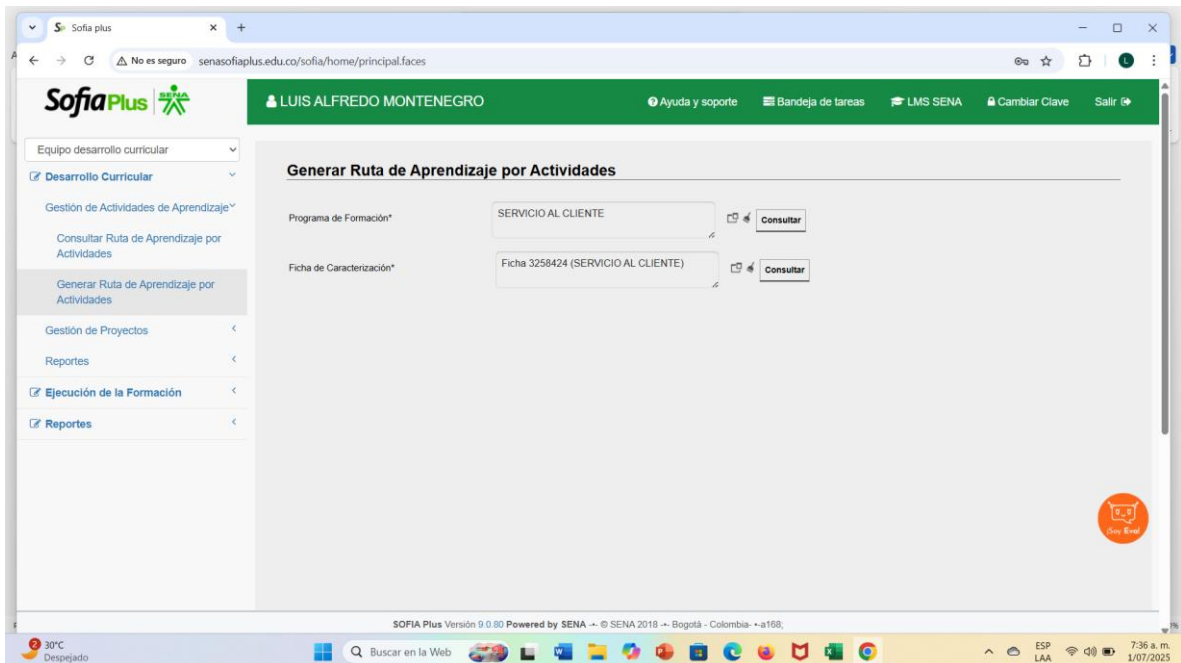 Sofia plus
No es seguro senasofiaplus.edu.co/sofia/home/principal.faces
L
SofiaPlus SENA
LUIS ALFREDO MONTENEGRO
Ayuda y soporte
Bandeja de tareas
LMS SENA
Cambiar Clave
Salir
Equipo desarrollo curricular
Desarrollo Curricular
Gestión de Actividades de Aprendizaje
Consultar Ruta de Aprendizaje por
Actividades
Generar Ruta de Aprendizaje por
Actividades
Gestión de Proyectos
Reportes
Ejecución de la Formación
Reportes
Generar Ruta de Aprendizaje por Actividades
Programa de Formación*
SERVICIO AL CLIENTE
Consultar
Ficha de Caracterización*
Ficha 3258424 (SERVICIO AL CLIENTE)
Consultar
¡Soy Eva!
SOFIA Plus Versión 9.0.80 Powered by SENA -•- © SENA 2018 -•- Bogotá - Colombia- •-a168;
2
30°C
Despejado
Buscar en la Web
ESP
LAA
7:36 a. m.
1/07/2025